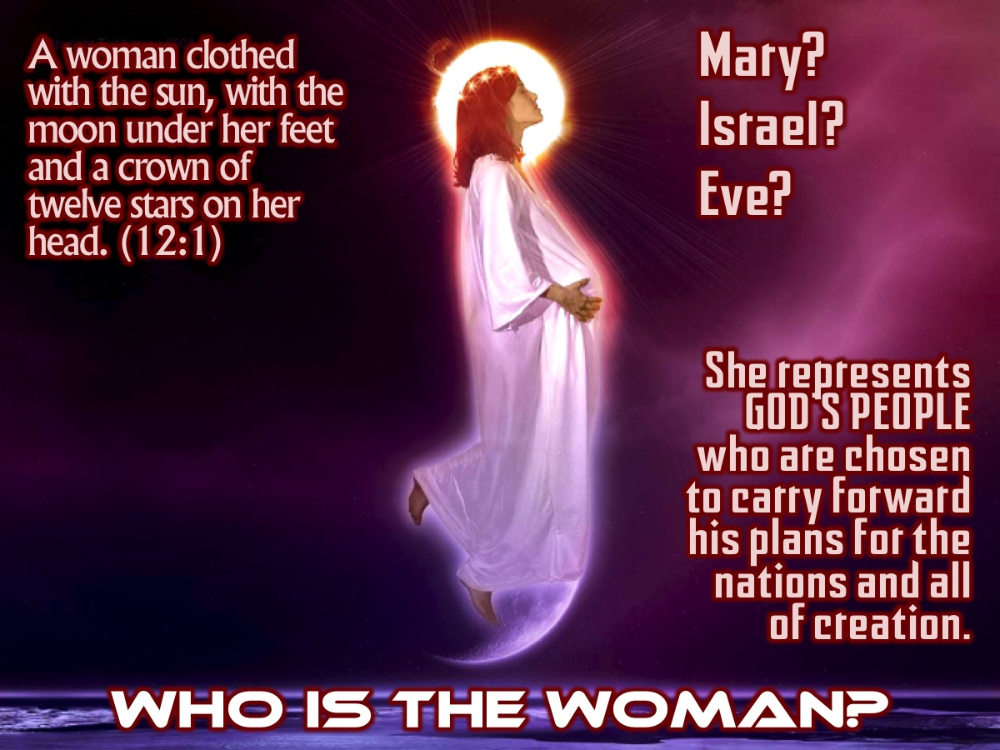 A woman clothed
with the sun, with the
moon under her feet
and a crown of
twelve stars on her
head. (12:1)
Mary?
Israel?
Eve?
She represents
GOD'S PEOPLE
who are chosen
to carry forward
his plans for the
nations and all
of creation.
WHO IS THE WOMAN?